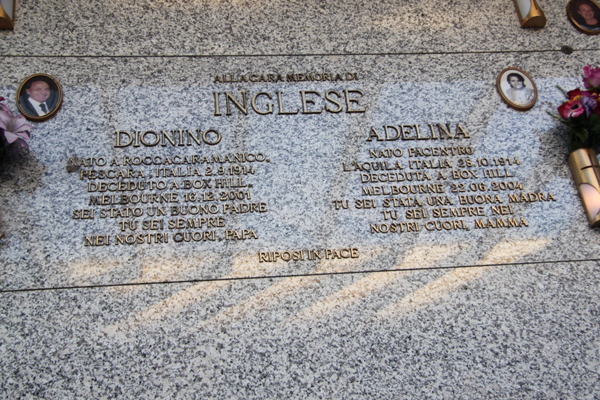 ALLA CARA MEMORIA DI
INGLESE
DIONINO
NATO A ROCCACARAMANICO.
PESCARA, ITALIA 2.9.1914
DECEDUTO A BOX HILL,
MELBOURNE 16.12.2001
SEI STATO UN BUONO PADRE
TU SEI SEMPRE
NEI NOSTRI CUORI, PAPA
ADELINA
NATO PACENTRO
L'AQUILA ITALIA 28.10.1914
DECEDUTA A BOX HILL
MELBOURNE 22.06.2004
TU SEI STATA UNA BUONA MADRA
TU SEI SEMPRE NEI
NOSTRI CUORI, MAMMA
RIPOSI IN PACE